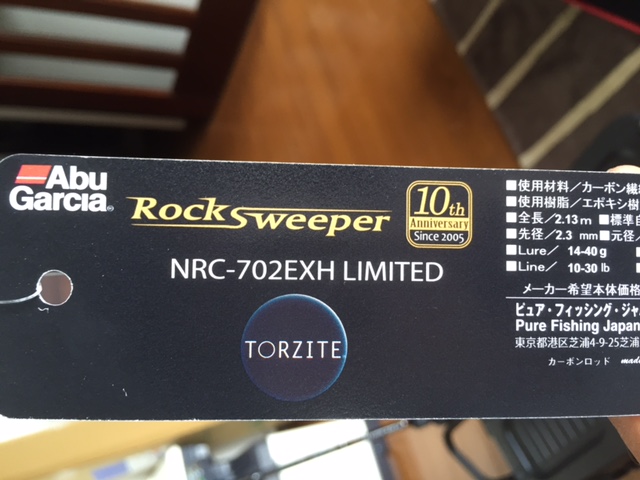 Abu
Garcia®
Rocksweeper
10th
Anniversary
Since 2005
NRC-702EXH LIMITED
TORZITE
■使用材料／カーボン繊
■使用樹脂／エポキシ樹
■全長／2.13m ■標準自
■先径／2.3 mm ■元径／
■Lure／ 14-40 g
■Line／ 10-30 lb
メーカー希望本体価格
ピュア・フィッシング・ジャ
Pure Fishing Japan
東京都港区芝浦4-9-25芝浦
カーボンロッド made